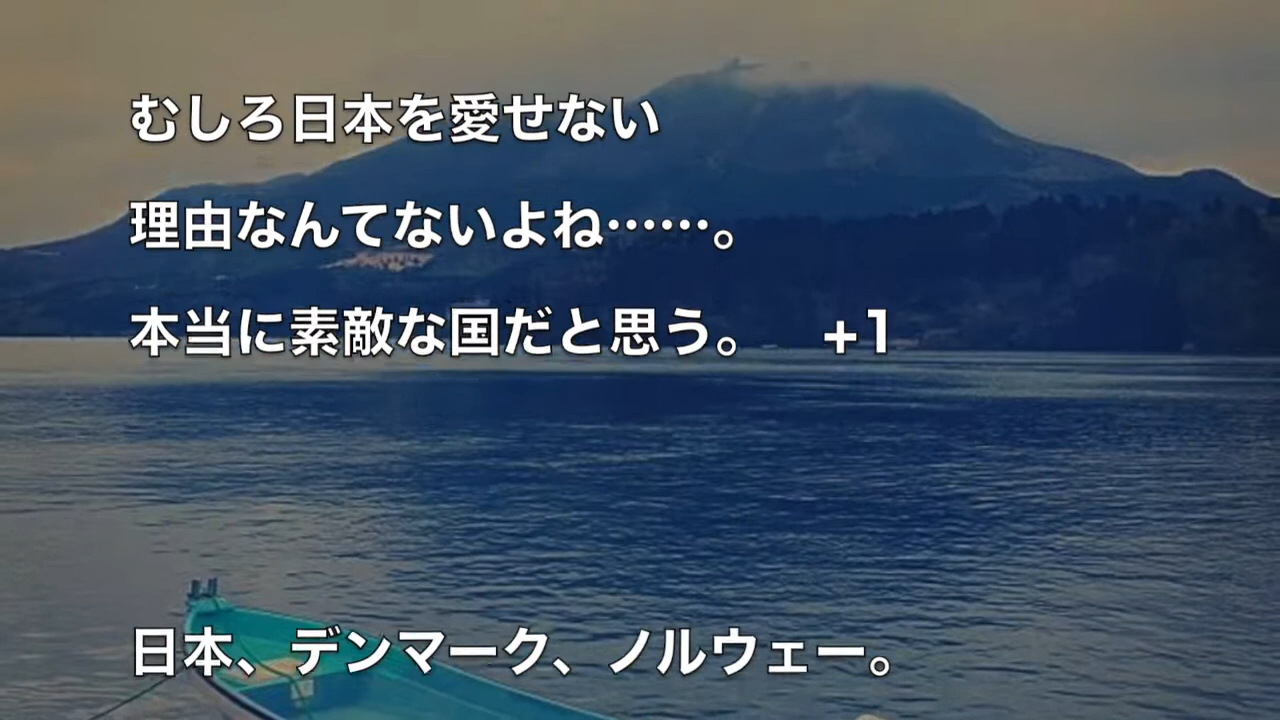 むしろ日本を愛せない
理由なんてないよね……。
本当に素敵な国だと思う。　+1
日本、デンマーク、ノルウェー。